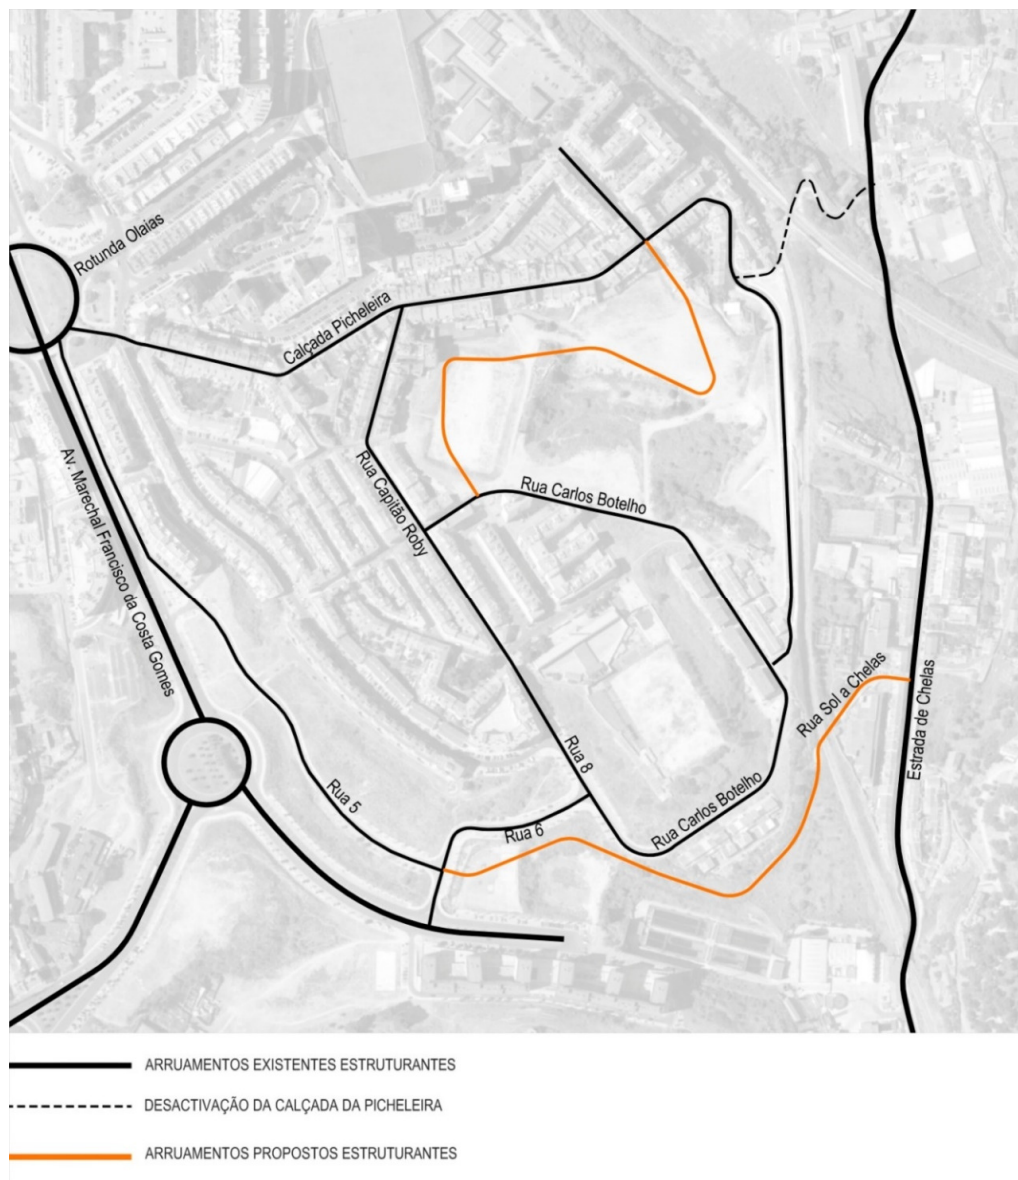 Rotunda Olaias
Calçada Picheleira
Rua Capitão Roby
Rua Carlos Botelho
Av. Marechal Francisco da Costa Gomes
Rua Sol a Chelas
Estrada de Chelas
Rua 8
Rua 5
Rua Carlos Botelho
Rua 6
ARRUAMENTOS EXISTENTES ESTRUTURANTES
DESACTIVAÇÃO DA CALÇADA DA PICHELEIRA
ARRUAMENTOS PROPOSTOS ESTRUTURANTES